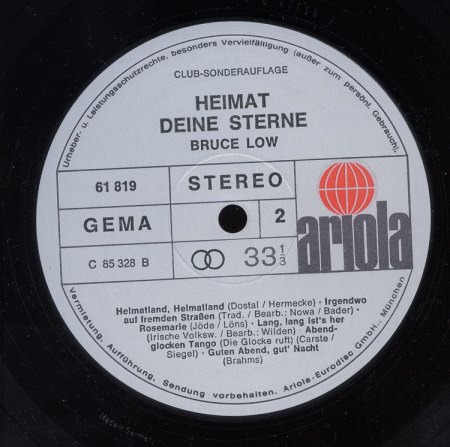 Urheber- u. Leistungsschutzrechte, besonders Vervielfältigung (außer zum persönl. Gebrauch),
CLUB-SONDERAUFLAGE
HEIMAT
DEINE STERNE
BRUCE LOW
61 819
STEREO
GEMA
2
ariola
C 85 328 B
33 1/3
Heimatland, Heimatland (Dostal / Hermecke) · Irgendwo
auf fremden Straßen (Trad. / Bearb.: Nowa / Bader) ·
Rosemarie (Jöde / Löns) · Lang, lang ist's her
(Irische Volksw. / Bearb.: Wilden) · Abend-
glocken Tango (Die Glocke ruft) (Carste /
Siegel) · Guten Abend, gut' Nacht
(Brahms)
Vermietung, Aufführung, Sendung vorbehalten. Ariola-Eurodisc GmbH., München